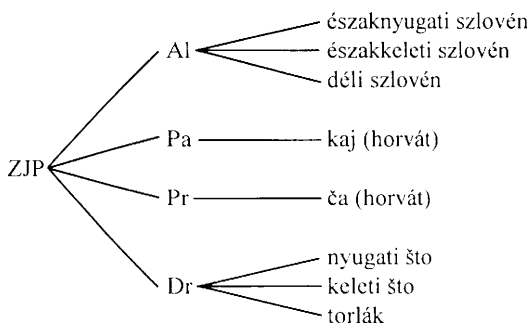 északnyugati szlovén
Al
északkeleti szlovén
déli szlovén
Pa
kaj (horvát)
ZJP
Pr
ča (horvát)
nyugati što
Dr
keleti što
torlák